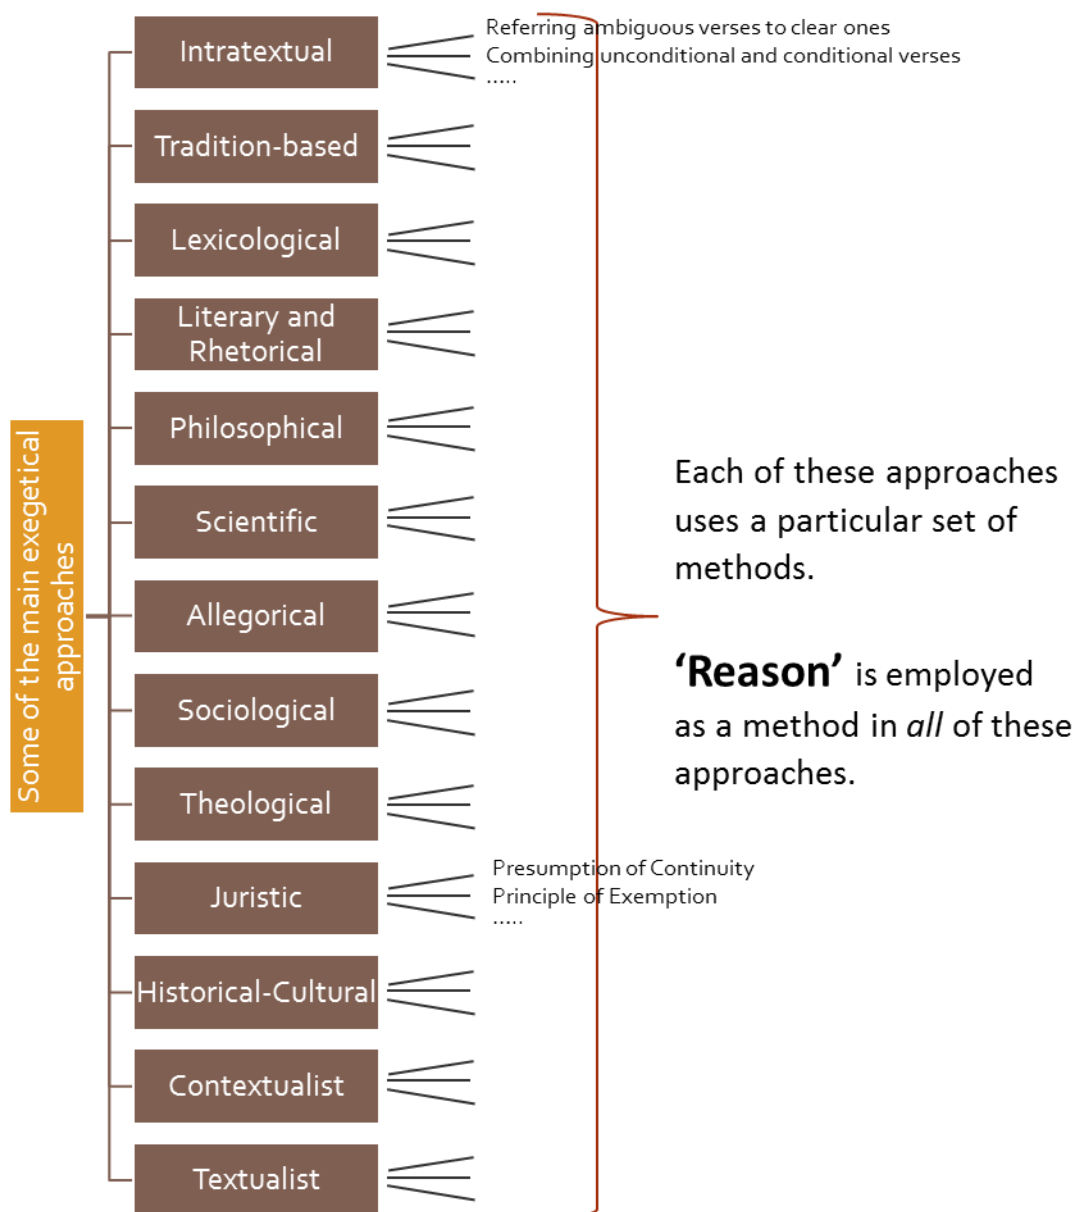 Some of the main exegetical
approaches
Intratextual
Referring ambiguous verses to clear ones
Combining unconditional and conditional verses
.....
Tradition-based
Lexicological
Literary and
Rhetorical
Philosophical
Scientific
Allegorical
Sociological
Theological
Juristic
Presumption of Continuity
Principle of Exemption
.....
Historical-Cultural
Contextualist
Textualist
Each of these approaches
uses a particular set of
methods.
‘Reason’ is employed
as a method in all of these
approaches.